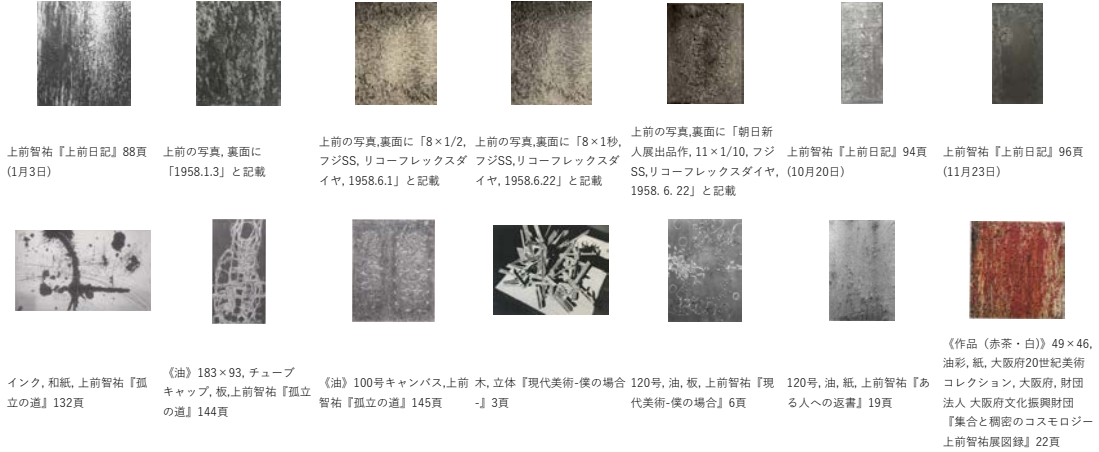 上前智祐『上前日記』88頁
(1月3日)
上前の写真, 裏面に
「1958.1.3」と記載
上前の写真,裏面に「8×1/2,
フジSS, リコーフレックスダ
イヤ, 1958.6.1」と記載
上前の写真,裏面に「8×1秒,
フジSS,リコーフレックスダ
イヤ, 1958.6.22」と記載
上前の写真,裏面に「朝日新
人展出品作, 11×1/10, フジ
SS,リコーフレックスダイヤ,
1958. 6. 22」と記載
上前智祐『上前日記』94頁
(10月20日)
上前智祐『上前日記』96頁
(11月23日)
インク, 和紙, 上前智祐『孤
立の道』132頁
《油》183×93, チューブ
キャップ, 板,上前智祐『孤立
の道』144頁
《油》100号キャンバス,上前
智祐『孤立の道』145頁
木, 立体『現代美術-僕の場合
-』3頁
120号, 油, 板, 上前智祐『現
代美術-僕の場合』6頁
120号, 油, 紙, 上前智祐『あ
る人への返書』19頁
《作品（赤茶・白)》49×46,
油彩, 紙, 大阪府20世紀美術
コレクション, 大阪府, 財団
法人 大阪府文化振興財団
『集合と稠密のコスモロジー
上前智祐展図録』22頁